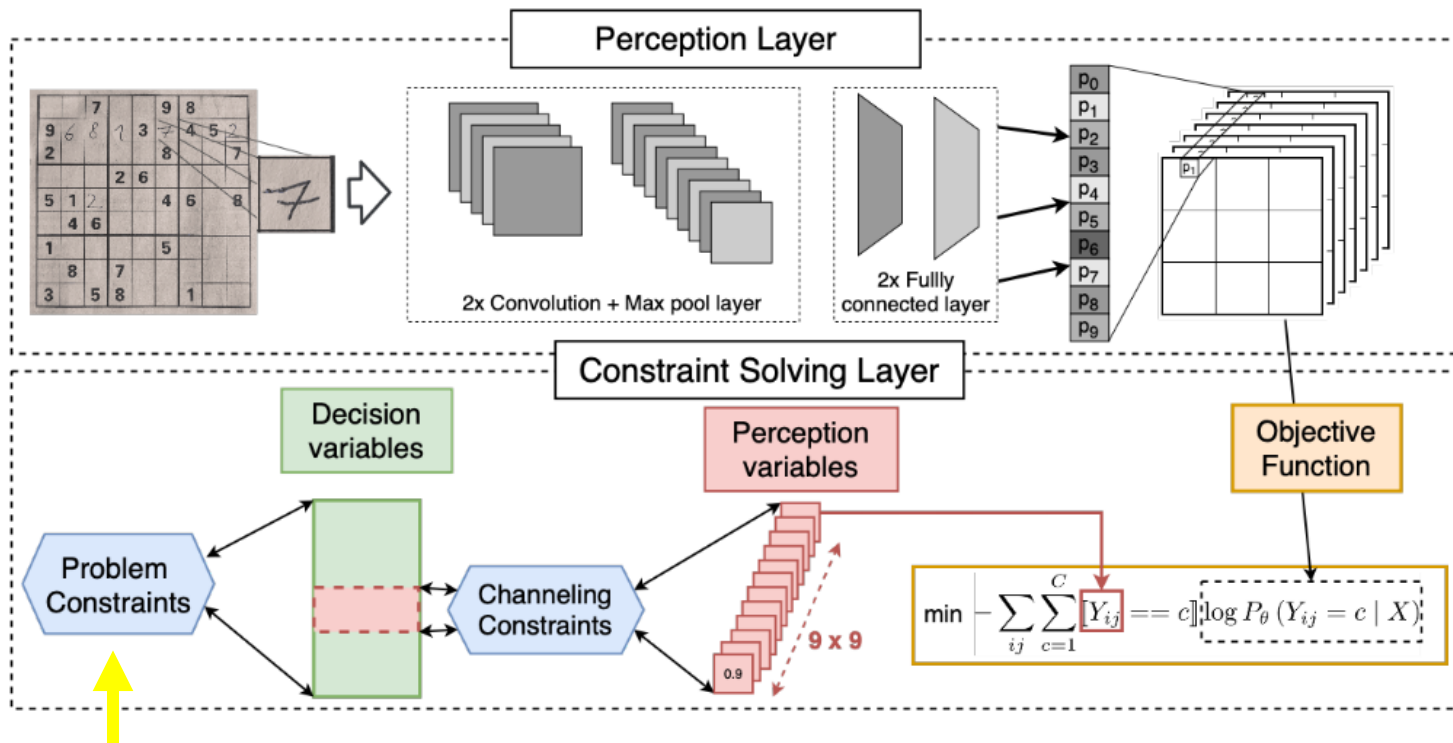 Perception Layer
7 9 8
9 6 8 1 3 7 4 5 2
2 8 7
2 6
5 1 2 4 6 8
4 6
1 5
8 7
3 5 8 1
7
2x Convolution + Max pool layer
2x Fullly
connected layer
p0
p1
p2
p3
p4
p5
p6
p7
p8
p9
p1
Constraint Solving Layer
Decision
variables
Perception
variables
Objective
Function
Problem
Constraints
Channeling
Constraints
0.9
9 x 9
min − ∑ij ∑c=1^C ⟦Yij == c⟧ log Pθ (Yij = c | X)